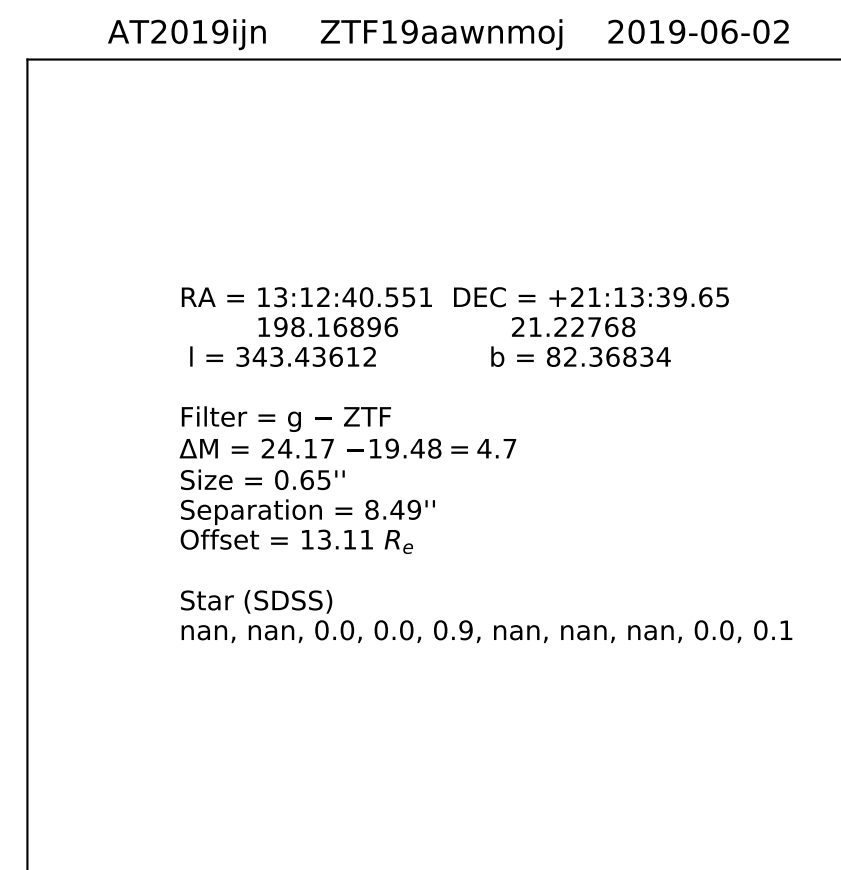 AT2019ijn ZTF19aawnmoj 2019-06-02
RA = 13:12:40.551 DEC = +21:13:39.65
198.16896 21.22768
l = 343.43612 b = 82.36834
Filter = g − ZTF
ΔM = 24.17 −19.48 = 4.7
Size = 0.65''
Separation = 8.49''
Offset = 13.11 Re
Star (SDSS)
nan, nan, 0.0, 0.0, 0.9, nan, nan, nan, 0.0, 0.1